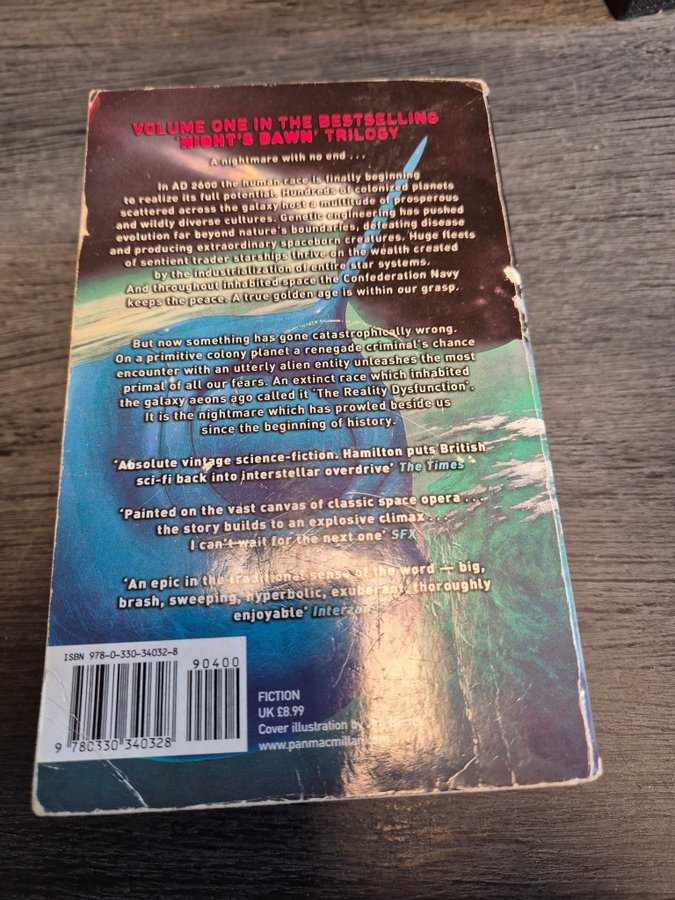 VOLUME ONE IN THE BESTSELLING
'NIGHT'S DAWN' TRILOGY
A nightmare with no end . . .
In AD 2600 the human race is finally beginning
to realize its full potential. Hundreds of colonized planets
scattered across the galaxy host a multitude of prosperous
and wildly diverse cultures. Genetic engineering has pushed
evolution far beyond nature's boundaries, defeating disease
and producing extraordinary spaceborn creatures. Huge fleets
of sentient trader starships thrive on the wealth created
by the industrialization of entire star systems.
And throughout inhabited space the Confederation Navy
keeps the peace. A true golden age is within our grasp.
But now something has gone catastrophically wrong.
On a primitive colony planet a renegade criminal's chance
encounter with an utterly alien entity unleashes the most
primal of all our fears. An extinct race which inhabited
the galaxy aeons ago called it 'The Reality Dysfunction'.
It is the nightmare which has prowled beside us
since the beginning of history.
'Absolute vintage science-fiction. Hamilton puts British
sci-fi back into interstellar overdrive' The Times
'Painted on the vast canvas of classic space opera . . .
the story builds to an explosive climax . . .
I can't wait for the next one' SFX
'An epic in the traditional sense of the word — big,
brash, sweeping, hyperbolic, exuberant, thoroughly
enjoyable' Interzone
ISBN 978-0-330-34032-8
90400
9 780330 340328
FICTION
UK £8.99
Cover illustration by
www.panmacmillan